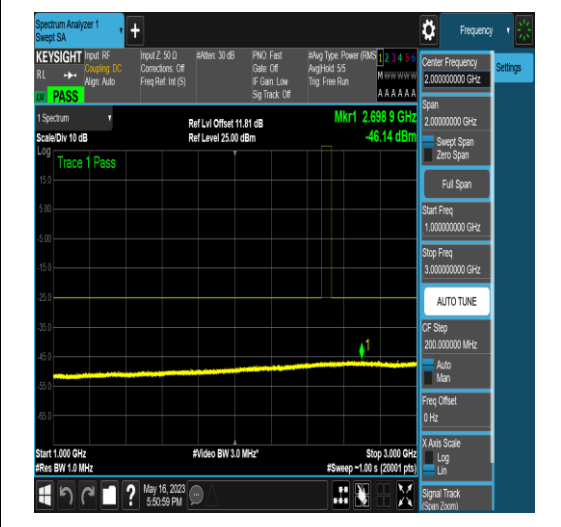 Spectrum Analyzer 1
Swept SA
+
Frequency
KEYSIGHT
RL
PASS
Input: RF
Coupling: DC
Align: Auto
Input Z: 50 Ω
Corrections: Off
Freq Ref: Int (S)
#Atten: 30 dB
PNO: Fast
Gate: Off
IF Gain: Low
Sig Track: Off
#Avg Type: Power (RMS
Avg|Hold: 5/5
Trig: Free Run
1 2 3 4 5 6
M W W W W W
A A A A A A
Settings
Center Frequency
2.000000000 GHz
Span
2.00000000 GHz
Swept Span
Zero Span
Full Span
Start Freq
1.000000000 GHz
Stop Freq
3.000000000 GHz
AUTO TUNE
CF Step
200.000000 MHz
Auto
Man
Freq Offset
0 Hz
X Axis Scale
Log
Lin
Signal Track
(Span Zoom)
1 Spectrum
Scale/Div 10 dB
Ref Lvl Offset 11.81 dB
Ref Level 25.00 dBm
Mkr1 2.698 9 GHz
-46.14 dBm
Log
Trace 1 Pass
15.0
5.00
-5.00
-15.0
-25.0
-35.0
-45.0
-55.0
-65.0
1
Start 1.000 GHz
#Res BW 1.0 MHz
#Video BW 3.0 MHz*
Stop 3.000 GHz
#Sweep ~1.00 s (20001 pts)
?
May 16, 2023
5:50:59 PM